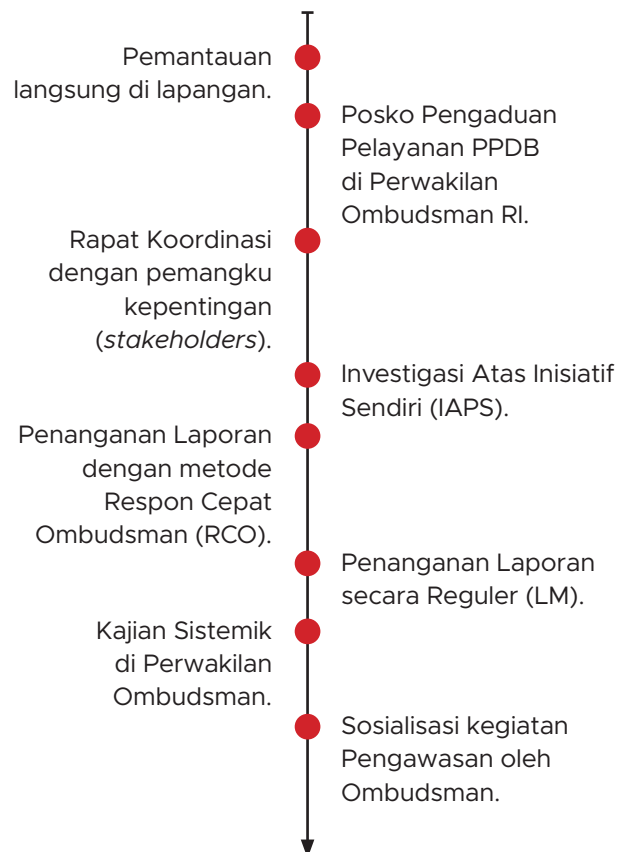 Pemantauan
langsung di lapangan.
Posko Pengaduan
Pelayanan PPDB
di Perwakilan
Ombudsman RI.
Rapat Koordinasi
dengan pemangku
kepentingan
(stakeholders).
Investigasi Atas Inisiatif
Sendiri (IAPS).
Penanganan Laporan
dengan metode
Respon Cepat
Ombudsman (RCO).
Penanganan Laporan
secara Reguler (LM).
Kajian Sistemik
di Perwakilan
Ombudsman.
Sosialisasi kegiatan
Pengawasan oleh
Ombudsman.